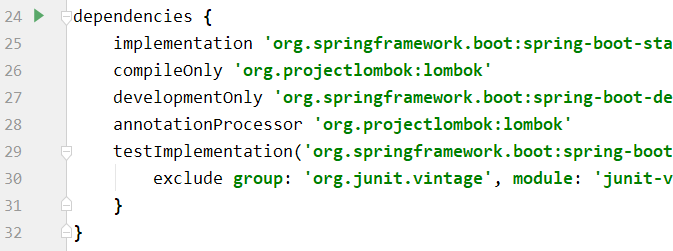 24 dependencies {
25 implementation 'org.springframework.boot:spring-boot-sta
26 compileOnly 'org.projectlombok:lombok'
27 developmentOnly 'org.springframework.boot:spring-boot-de
28 annotationProcessor 'org.projectlombok:lombok'
29 testImplementation('org.springframework.boot:spring-boot
30 exclude group: 'org.junit.vintage', module: 'junit-v
31 }
32 }